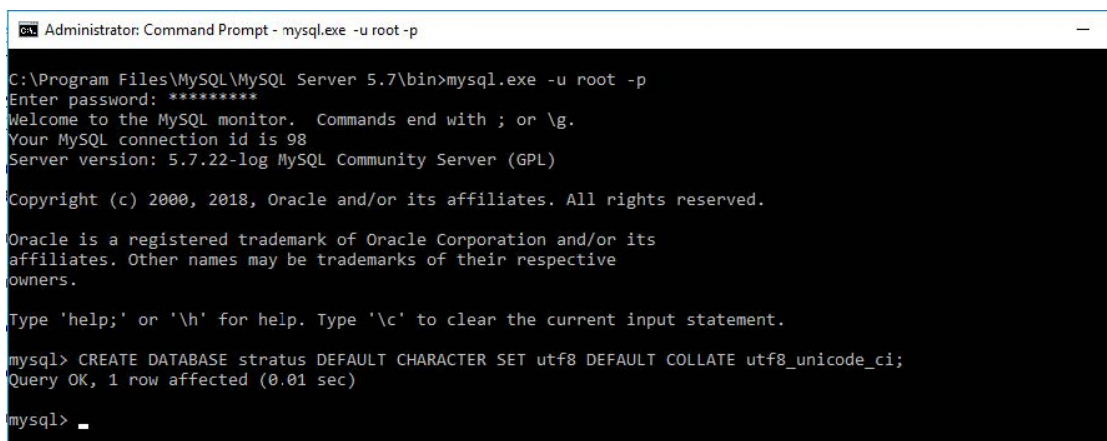 Administrator: Command Prompt - mysql.exe -u root -p
C:\Program Files\MySQL\MySQL Server 5.7\bin>mysql.exe -u root -p
Enter password: *********
Welcome to the MySQL monitor.  Commands end with ; or \g.
Your MySQL connection id is 98
Server version: 5.7.22-log MySQL Community Server (GPL)
Copyright (c) 2000, 2018, Oracle and/or its affiliates. All rights reserved.
Oracle is a registered trademark of Oracle Corporation and/or its
affiliates. Other names may be trademarks of their respective
owners.
Type 'help;' or '\h' for help. Type '\c' to clear the current input statement.
mysql> CREATE DATABASE stratus DEFAULT CHARACTER SET utf8 DEFAULT COLLATE utf8_unicode_ci;
Query OK, 1 row affected (0.01 sec)
mysql>